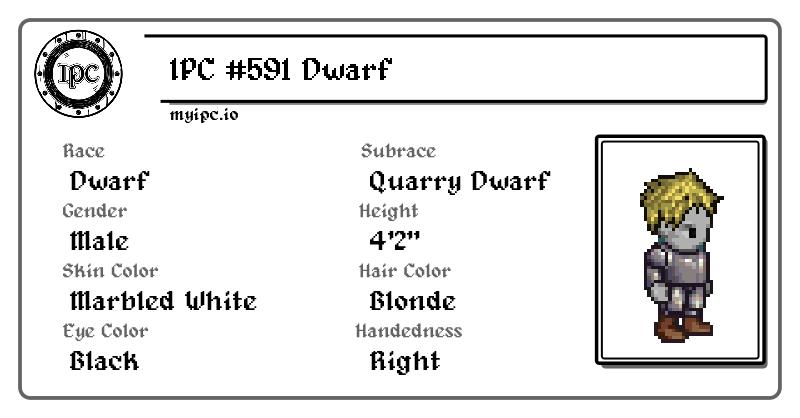 IPC
IPC #591 Dwarf
myipc.io
Race
Dwarf
Subrace
Quarry Dwarf
Gender
Male
Height
4'2"
Skin Color
Marbled White
Hair Color
Blonde
Eye Color
Black
Handedness
Right